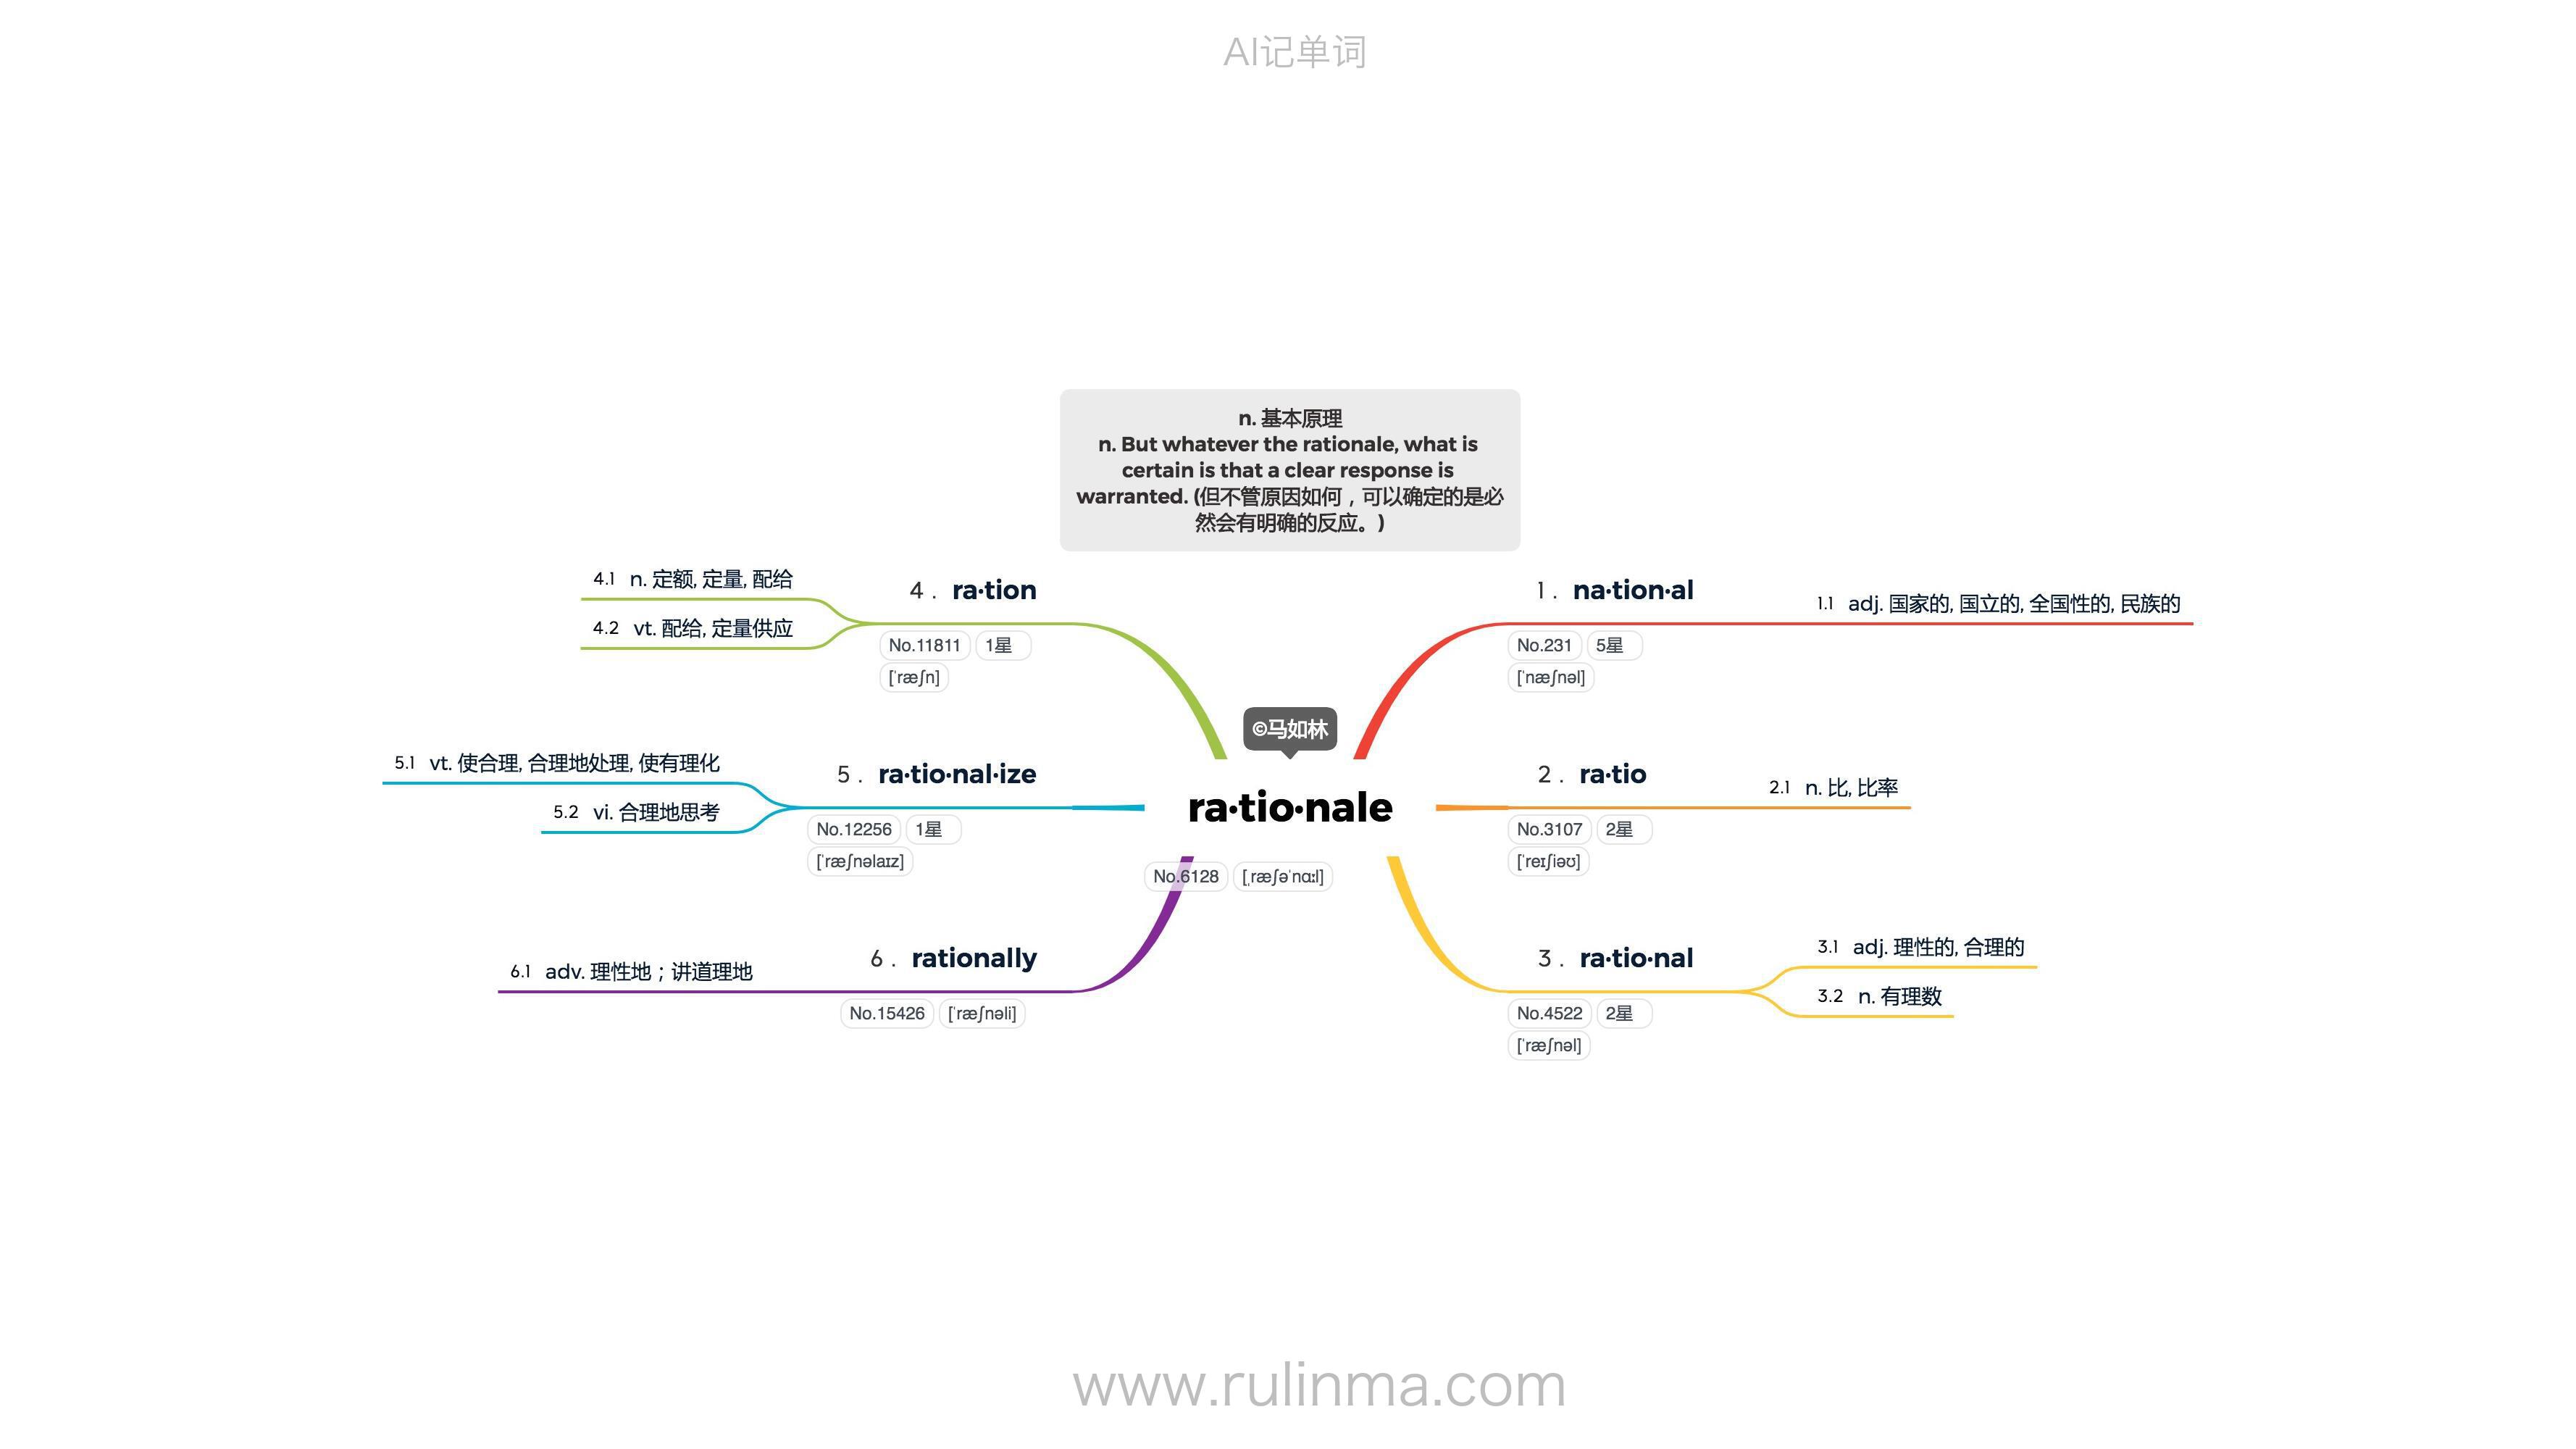 AI记单词
n. 基本原理
n. But whatever the rationale, what is
certain is that a clear response is
warranted. (但不管原因如何，可以确定的是必
然会有明确的反应。)
©马如林
ra·tio·nale
No.6128 [ˌræʃəˈnɑːl]
1. na·tion·al
No.231 5星
[ˈnæʃnəl]
1.1 adj. 国家的, 国立的, 全国性的, 民族的
2. ra·tio
No.3107 2星
[ˈreɪʃiəʊ]
2.1 n. 比, 比率
3. ra·tio·nal
No.4522 2星
[ˈræʃnəl]
3.1 adj. 理性的, 合理的
3.2 n. 有理数
4. ra·tion
No.11811 1星
[ˈræʃn]
4.1 n. 定额, 定量, 配给
4.2 vt. 配给, 定量供应
5. ra·tio·nal·ize
No.12256 1星
[ˈræʃnəlaɪz]
5.1 vt. 使合理, 合理地处理, 使有理化
5.2 vi. 合理地思考
6. rationally
No.15426 [ˈræʃnəli]
6.1 adv. 理性地；讲道理地
www.rulinma.com